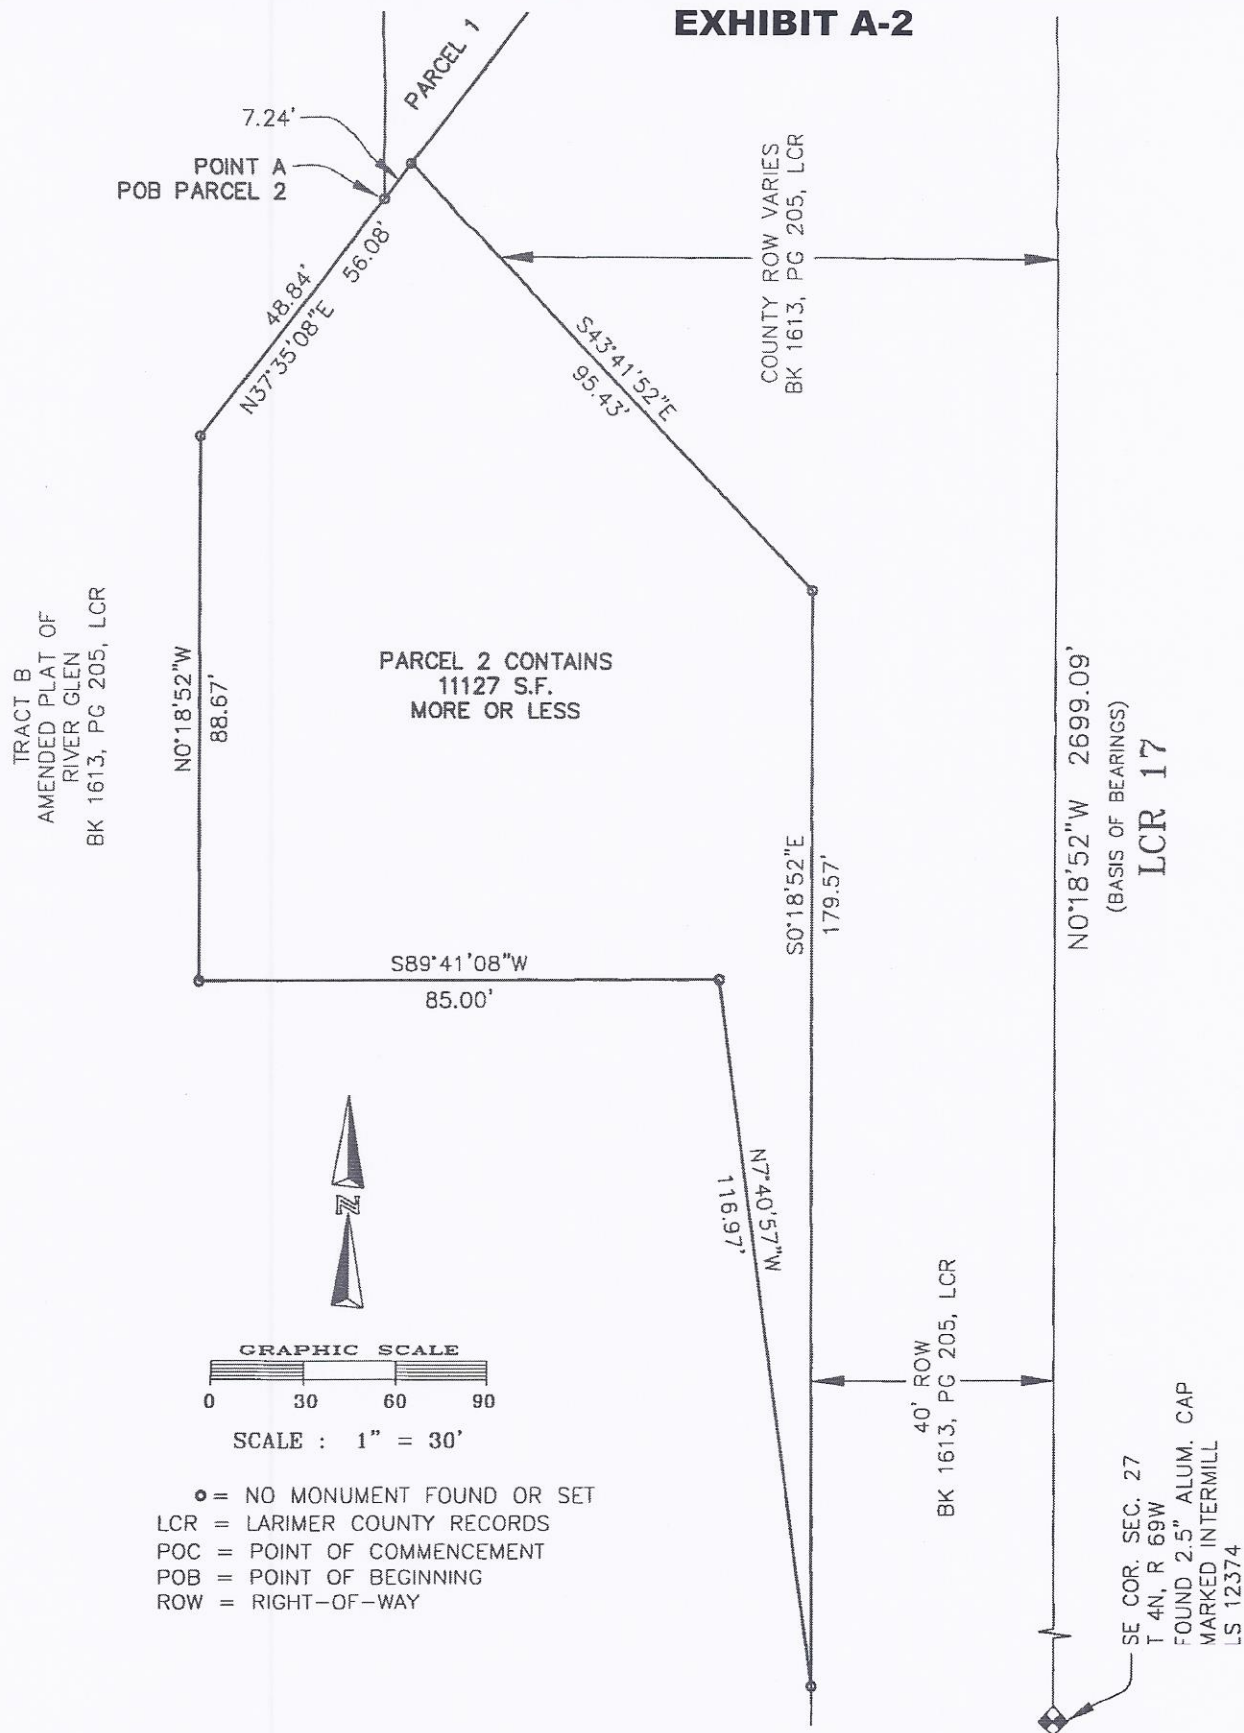 EXHIBIT A-2
PARCEL 1
7.24'
POINT A
POB PARCEL 2
48.84'
N37°35'08"E 56.08'
S43°41'52"E
95.43'
COUNTY ROW VARIES
BK 1613, PG 205, LCR
TRACT B
AMENDED PLAT OF
RIVER GLEN
BK 1613, PG 205, LCR
N0°18'52"W
88.67'
PARCEL 2 CONTAINS
11127 S.F.
MORE OR LESS
S0°18'52"E
179.57'
N0°18'52"W 2699.09'
(BASIS OF BEARINGS)
LCR 17
S89°41'08"W
85.00'
N7°40'57"W
116.97'
N
GRAPHIC SCALE
0 30 60 90
SCALE : 1" = 30'
40' ROW
BK 1613, PG 205, LCR
= NO MONUMENT FOUND OR SET
LCR = LARIMER COUNTY RECORDS
POC = POINT OF COMMENCEMENT
POB = POINT OF BEGINNING
ROW = RIGHT-OF-WAY
SE COR. SEC. 27
T 4N, R 69W
FOUND 2.5" ALUM. CAP
MARKED INTERMILL
LS 12374